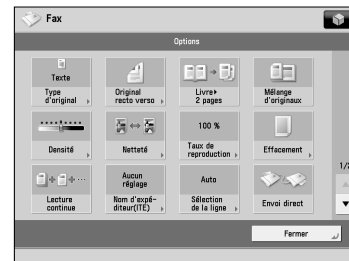 Fax
Options
Texte
Type
d'original
Original
recto verso
Livre▸
2 pages
Mélange
d'originaux
Densité
Netteté
100 %
Taux de
reproduction
Effacement
Lecture
continue
Aucun
réglage
Nom d'expé-
diteur(ITE)
Auto
Sélection
de la ligne
Envoi direct
1/2
Fermer